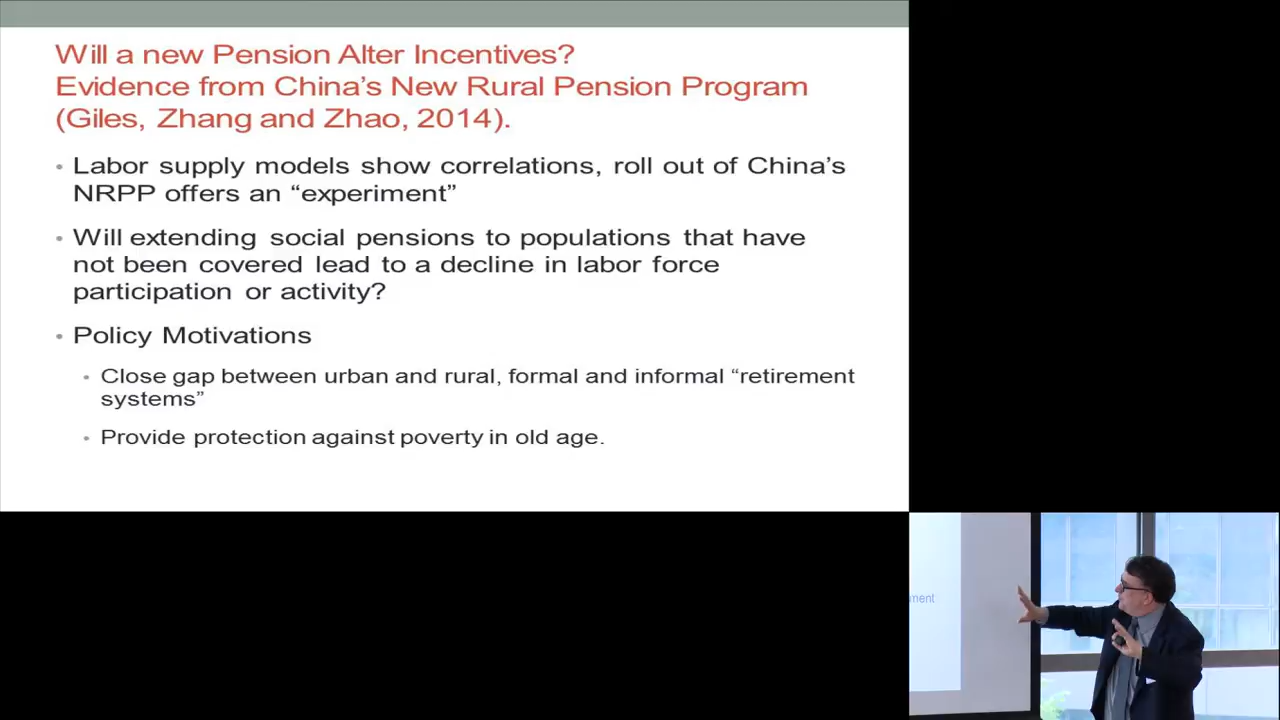 Will a new Pension Alter Incentives?
Evidence from China’s New Rural Pension Program
(Giles, Zhang and Zhao, 2014).
• Labor supply models show correlations, roll out of China’s
NRPP offers an “experiment”
• Will extending social pensions to populations that have
not been covered lead to a decline in labor force
participation or activity?
• Policy Motivations
• Close gap between urban and rural, formal and informal “retirement
systems”
• Provide protection against poverty in old age.
ment